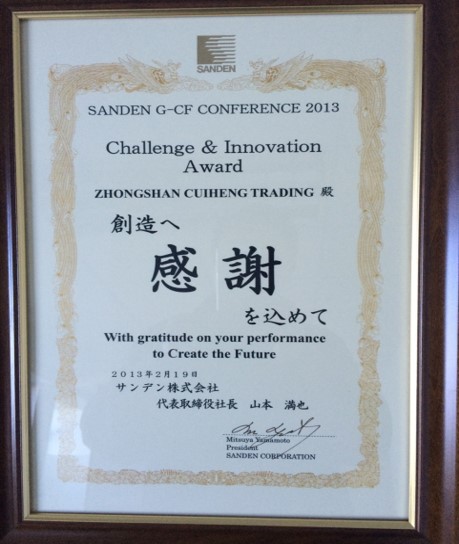 SANDEN
SANDEN G-CF CONFERENCE 2013
Challenge & Innovation
Award
ZHONGSHAN CUIHENG TRADING 殿
創造へ
感謝
を込めて
With gratitude on your performance
to Create the Future
2013年2月19日
サンデン株式会社
代表取締役社長 山本 満也
Mitsuya Yamamoto
President
SANDEN CORPORATION